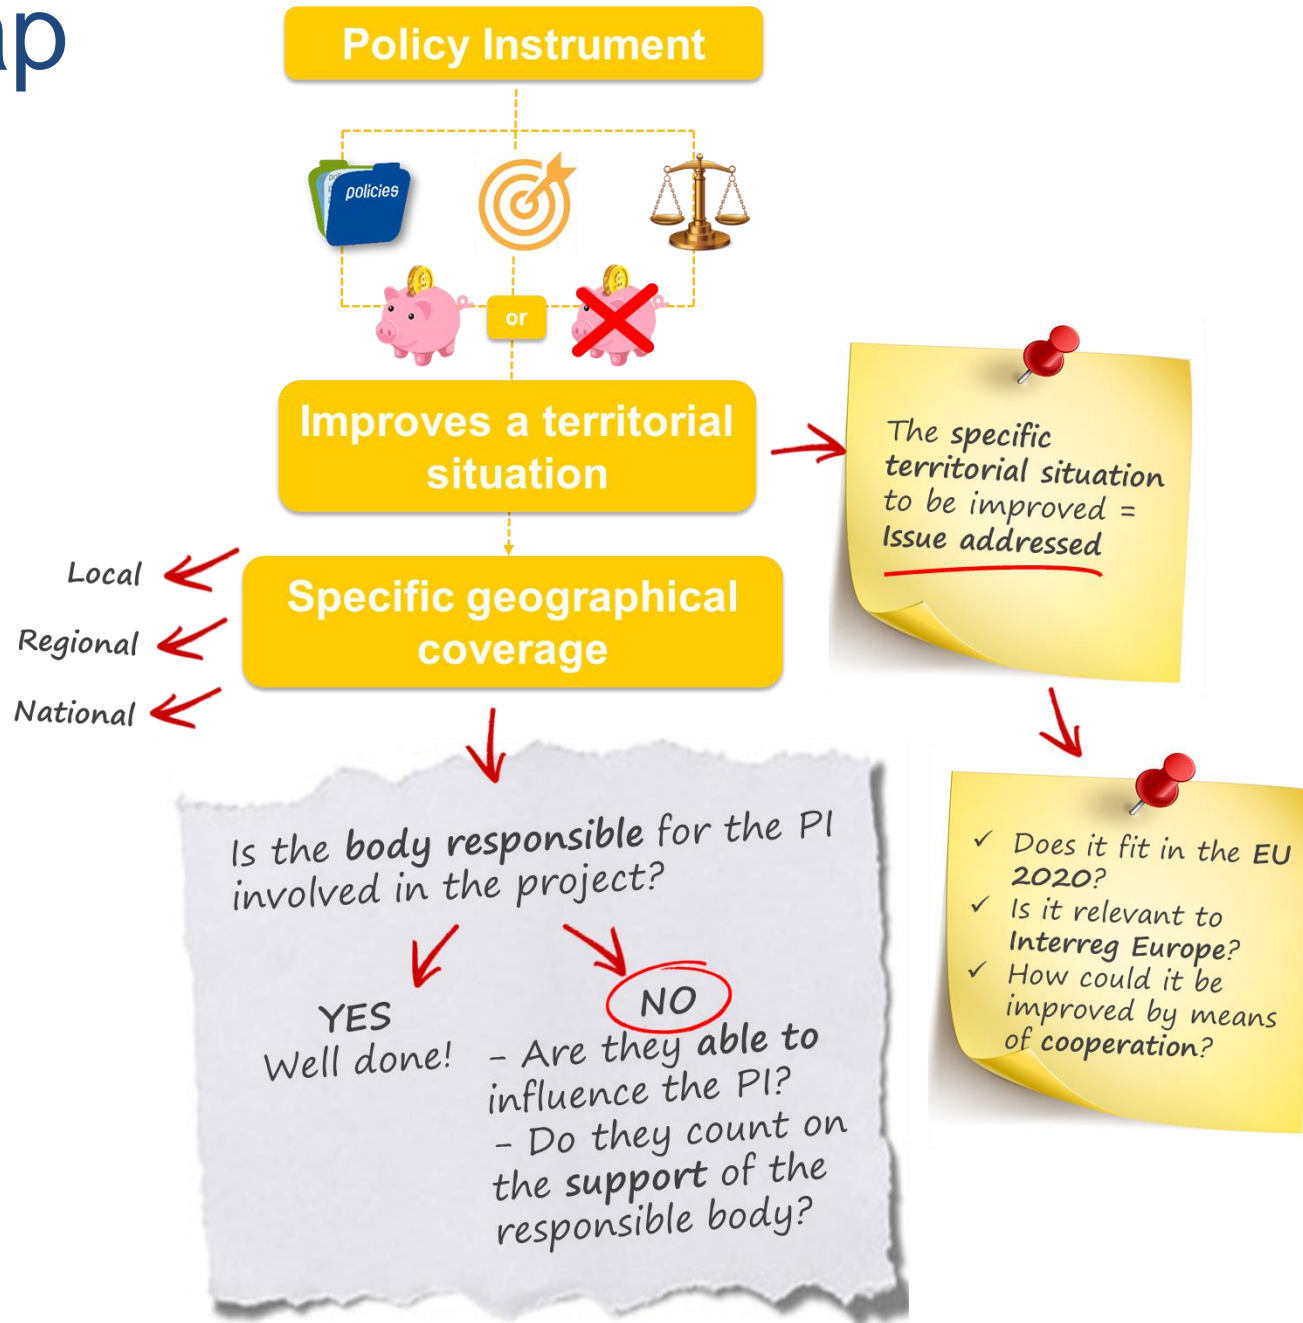 ap
Policy Instrument
policies
or
Improves a territorial
situation
The specific
territorial situation
to be improved =
Issue addressed
Specific geographical
coverage
Local
Regional
National
Is the body responsible for the PI
involved in the project?
YES
Well done!
NO
- Are they able to
influence the PI?
- Do they count on
the support of the
responsible body?
✓ Does it fit in the EU
2020?
✓ Is it relevant to
Interreg Europe?
✓ How could it be
improved by means
of cooperation?